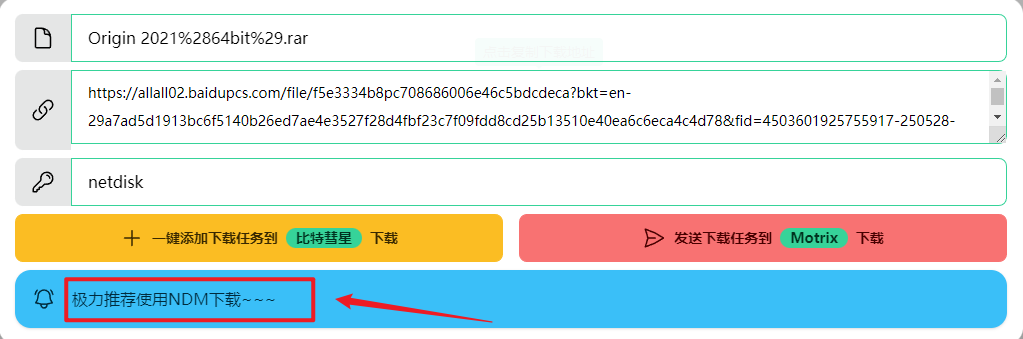 Origin 2021%2864bit%29.rar
https://allall02.baidupcs.com/file/f5e3334b8pc708686006e46c5bdcdeca?bkt=en-
29a7ad5d1913bc6f5140b26ed7ae4e3527f28d4fbf23c7f09fdd8cd25b13510e40ea6c6eca4c4d78&fid=4503601925755917-250528-
netdisk
一键添加下载任务到 比特彗星 下载
发送下载任务到 Motrix 下载
极力推荐使用NDM下载~~~